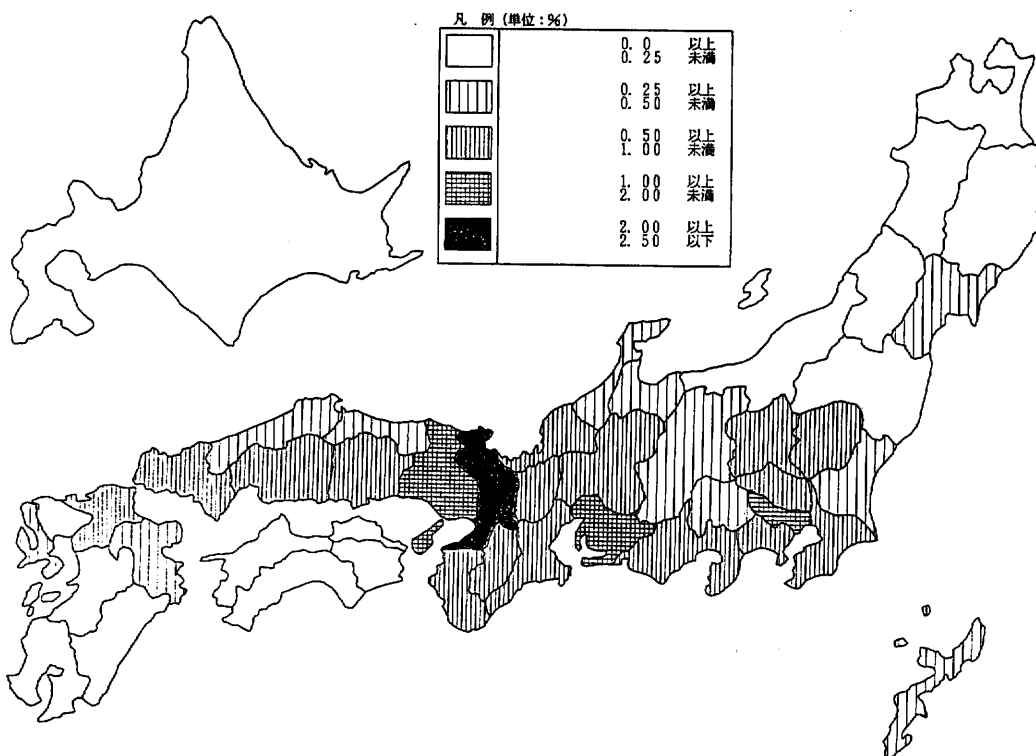 凡 例 (単位:%)
0. 0 以上
0. 25 未満
0. 25 以上
0. 50 未満
0. 50 以上
1. 00 未満
1. 00 以上
2. 00 未満
2. 00 以上
2. 50 以下